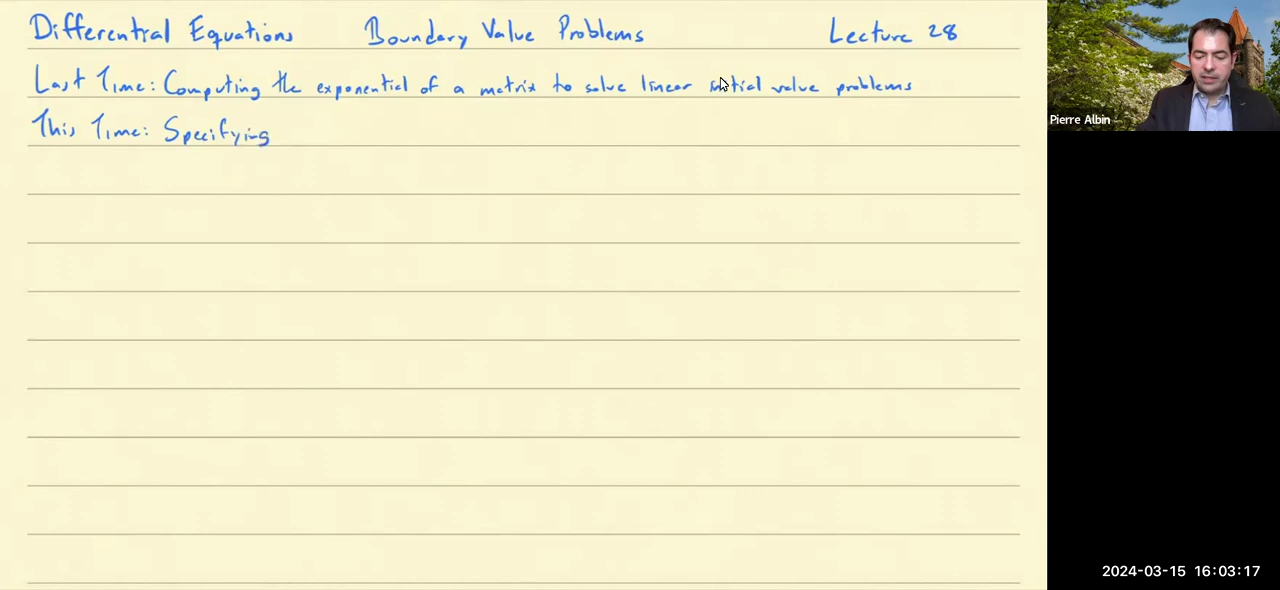 Differential Equations Boundary Value Problems Lecture 28
Last Time: Computing the exponential of a matrix to solve linear initial value problems
This Time: Specifying
Pierre Albin
2024-03-15 16:03:17